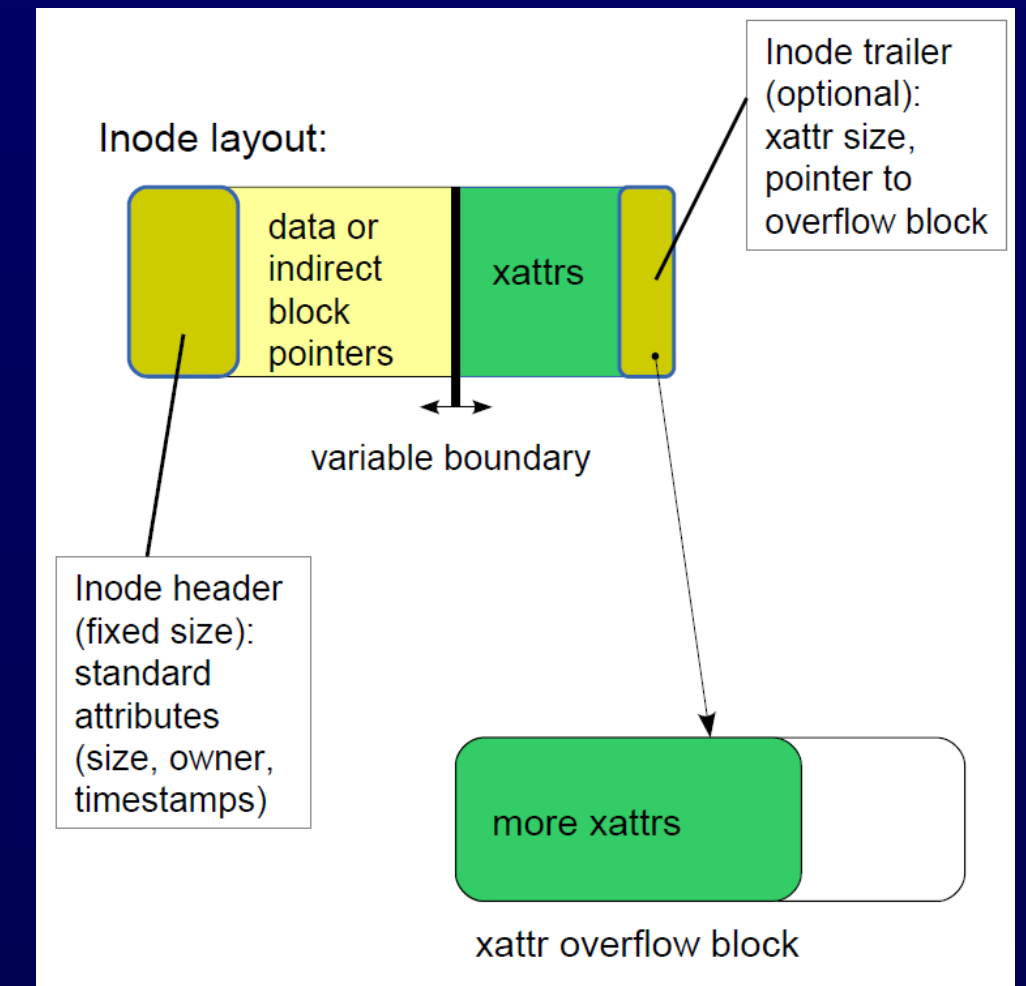 Inode trailer
(optional):
xattr size,
pointer to
overflow block
Inode layout:
data or
indirect
block
pointers
xattrs
variable boundary
Inode header
(fixed size):
standard
attributes
(size, owner,
timestamps)
more xattrs
xattr overflow block